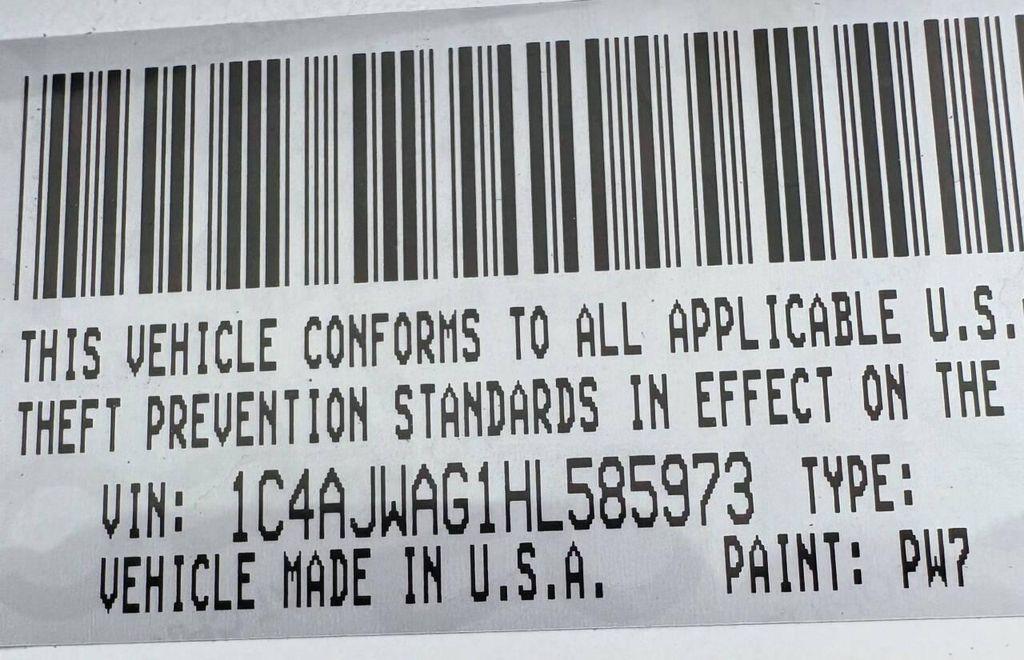 THIS VEHICLE CONFORMS TO ALL APPLICABLE U.S.
THEFT PREVENTION STANDARDS IN EFFECT ON THE
VIN: 1C4AJWAG1HL585973 TYPE:
VEHICLE MADE IN U.S.A. PAINT: PW7